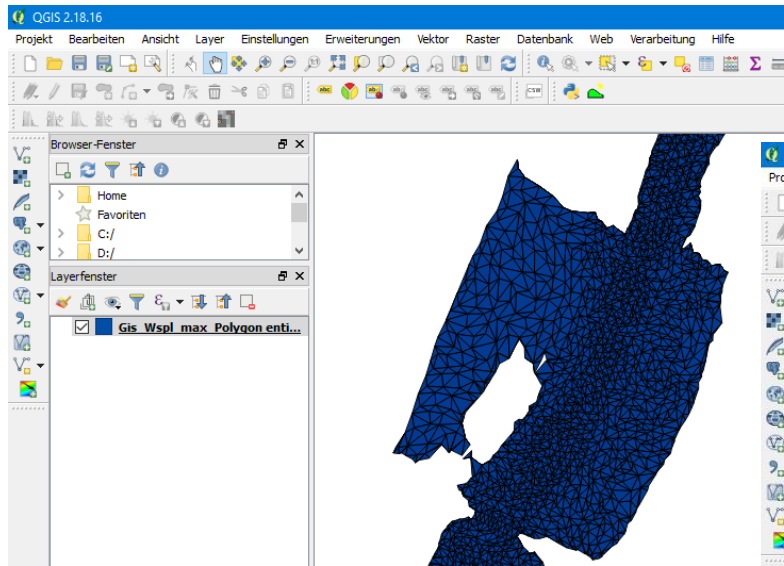 QGIS 2.18.16
Projekt Bearbeiten Ansicht Layer Einstellungen Erweiterungen Vektor Raster Datenbank Web Verarbeitung Hilfe
Browser-Fenster
Home
Favoriten
C:/
D:/
Layerfenster
Gis_Wspl_max_Polygon enti...
Pro